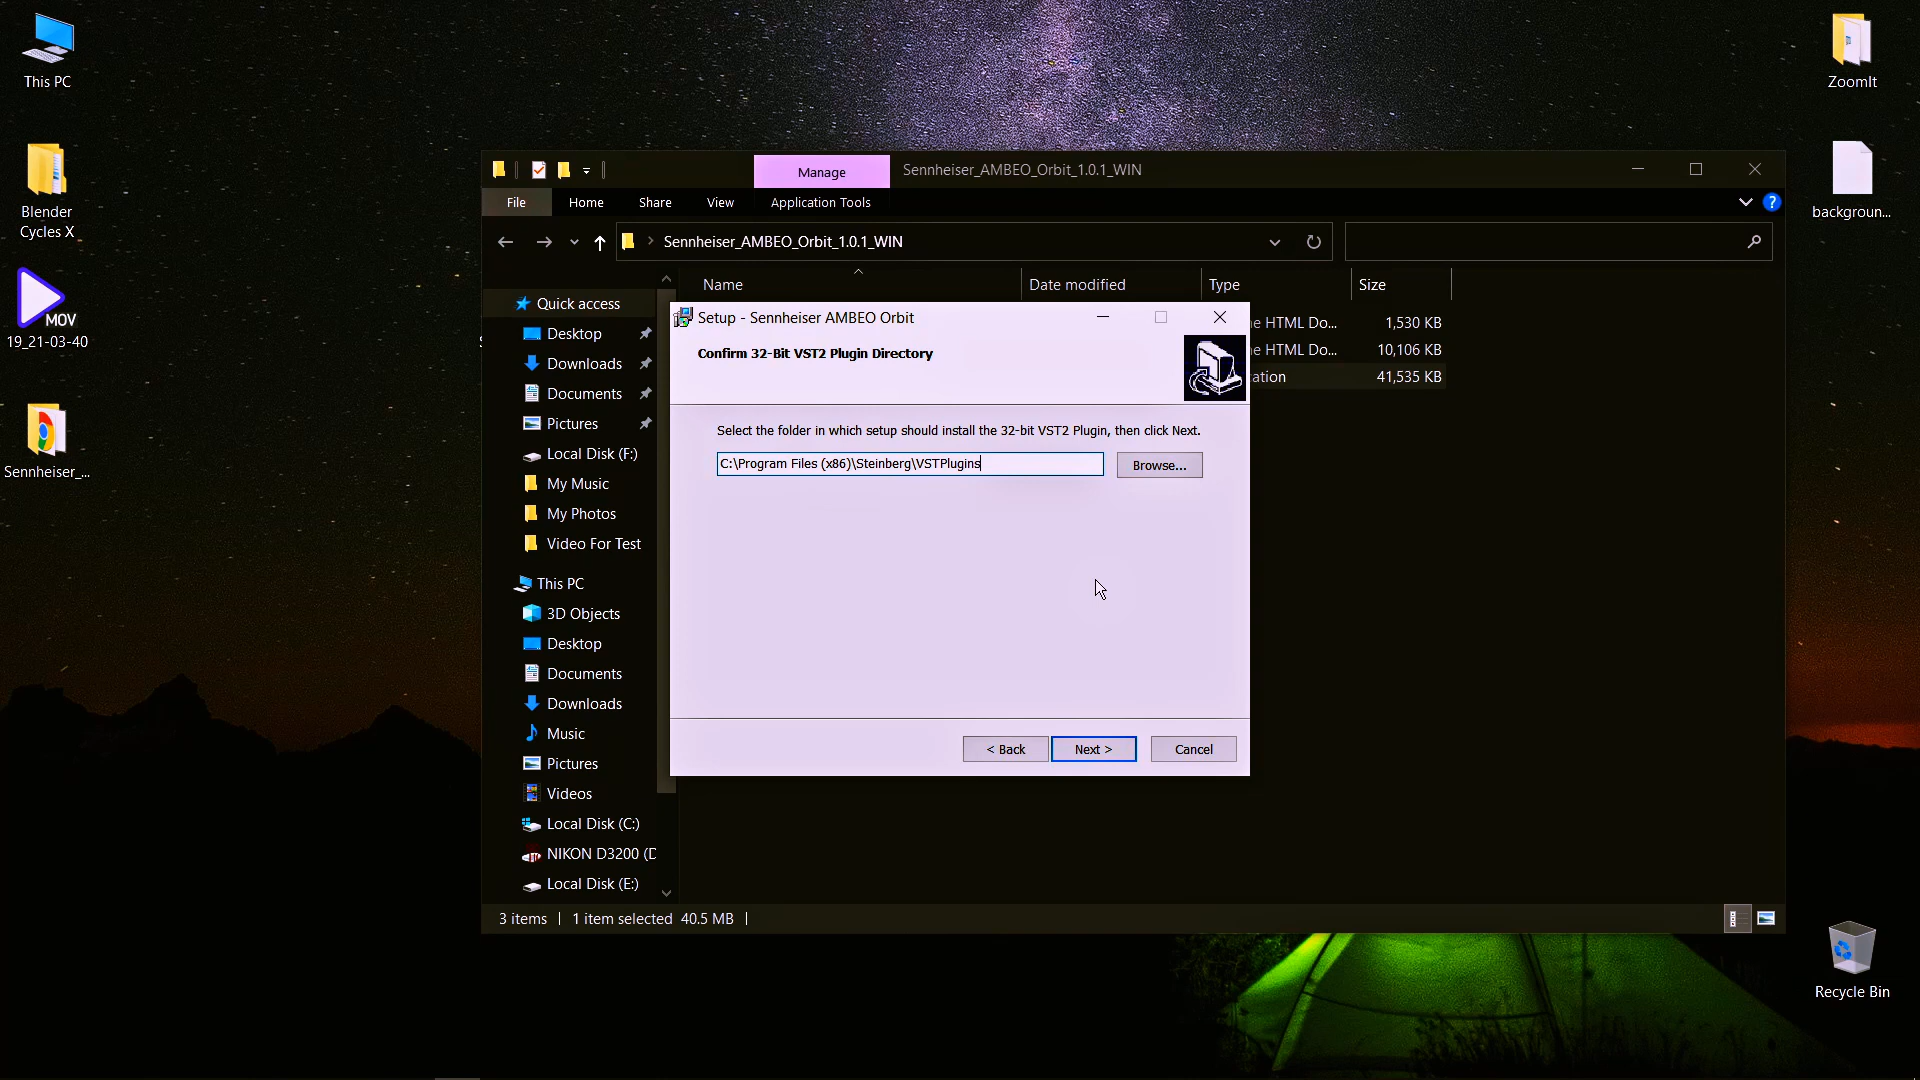 This PC
Blender
Cycles X
MOV
19_21-03-40
Sennheiser_...
ZoomIt
backgroun...
Recycle Bin
Manage
Sennheiser_AMBEO_Orbit_1.0.1_WIN
File
Home
Share
View
Application Tools
?
Sennheiser_AMBEO_Orbit_1.0.1_WIN
Name
Date modified
Type
Size
Quick access
Desktop
Downloads
Documents
Pictures
Local Disk (F:)
My Music
My Photos
Video For Test
This PC
3D Objects
Desktop
Documents
Downloads
Music
Pictures
Videos
Local Disk (C:)
NIKON D3200 (D
Local Disk (E:)
e HTML Do...
1,530 KB
e HTML Do...
10,106 KB
ation
41,535 KB
3 items
1 item selected
40.5 MB
Setup - Sennheiser AMBEO Orbit
Confirm 32-Bit VST2 Plugin Directory
Select the folder in which setup should install the 32-bit VST2 Plugin, then click Next.
C:\Program Files (x86)\Steinberg\VSTPlugins
Browse...
< Back
Next >
Cancel